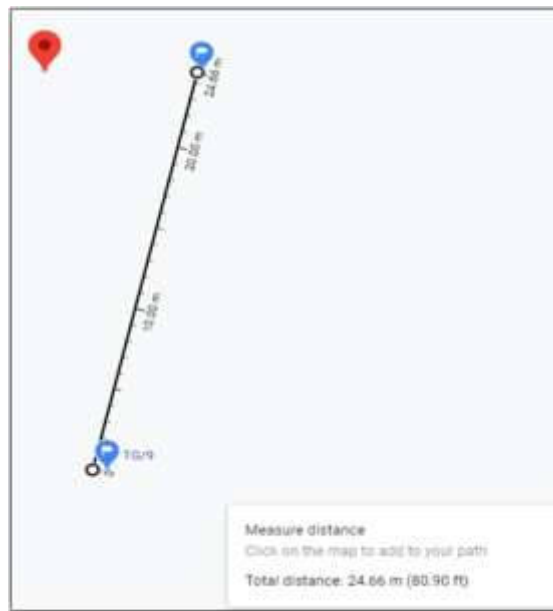 24.66 m
20.00 m
10.00 m
TG/9
Measure distance
Click on the map to add to your path
Total distance: 24.66 m (80.90 ft)